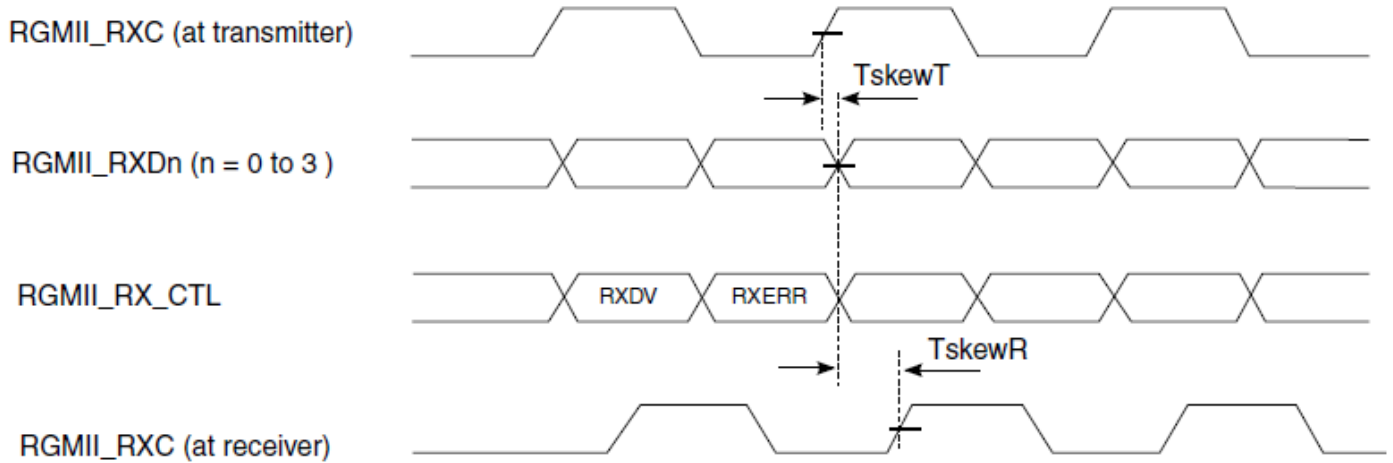 RGMII_RXC (at transmitter)
TskewT
RGMII_RXDn (n = 0 to 3 )
RGMII_RX_CTL
RXDV
RXERR
TskewR
RGMII_RXC (at receiver)